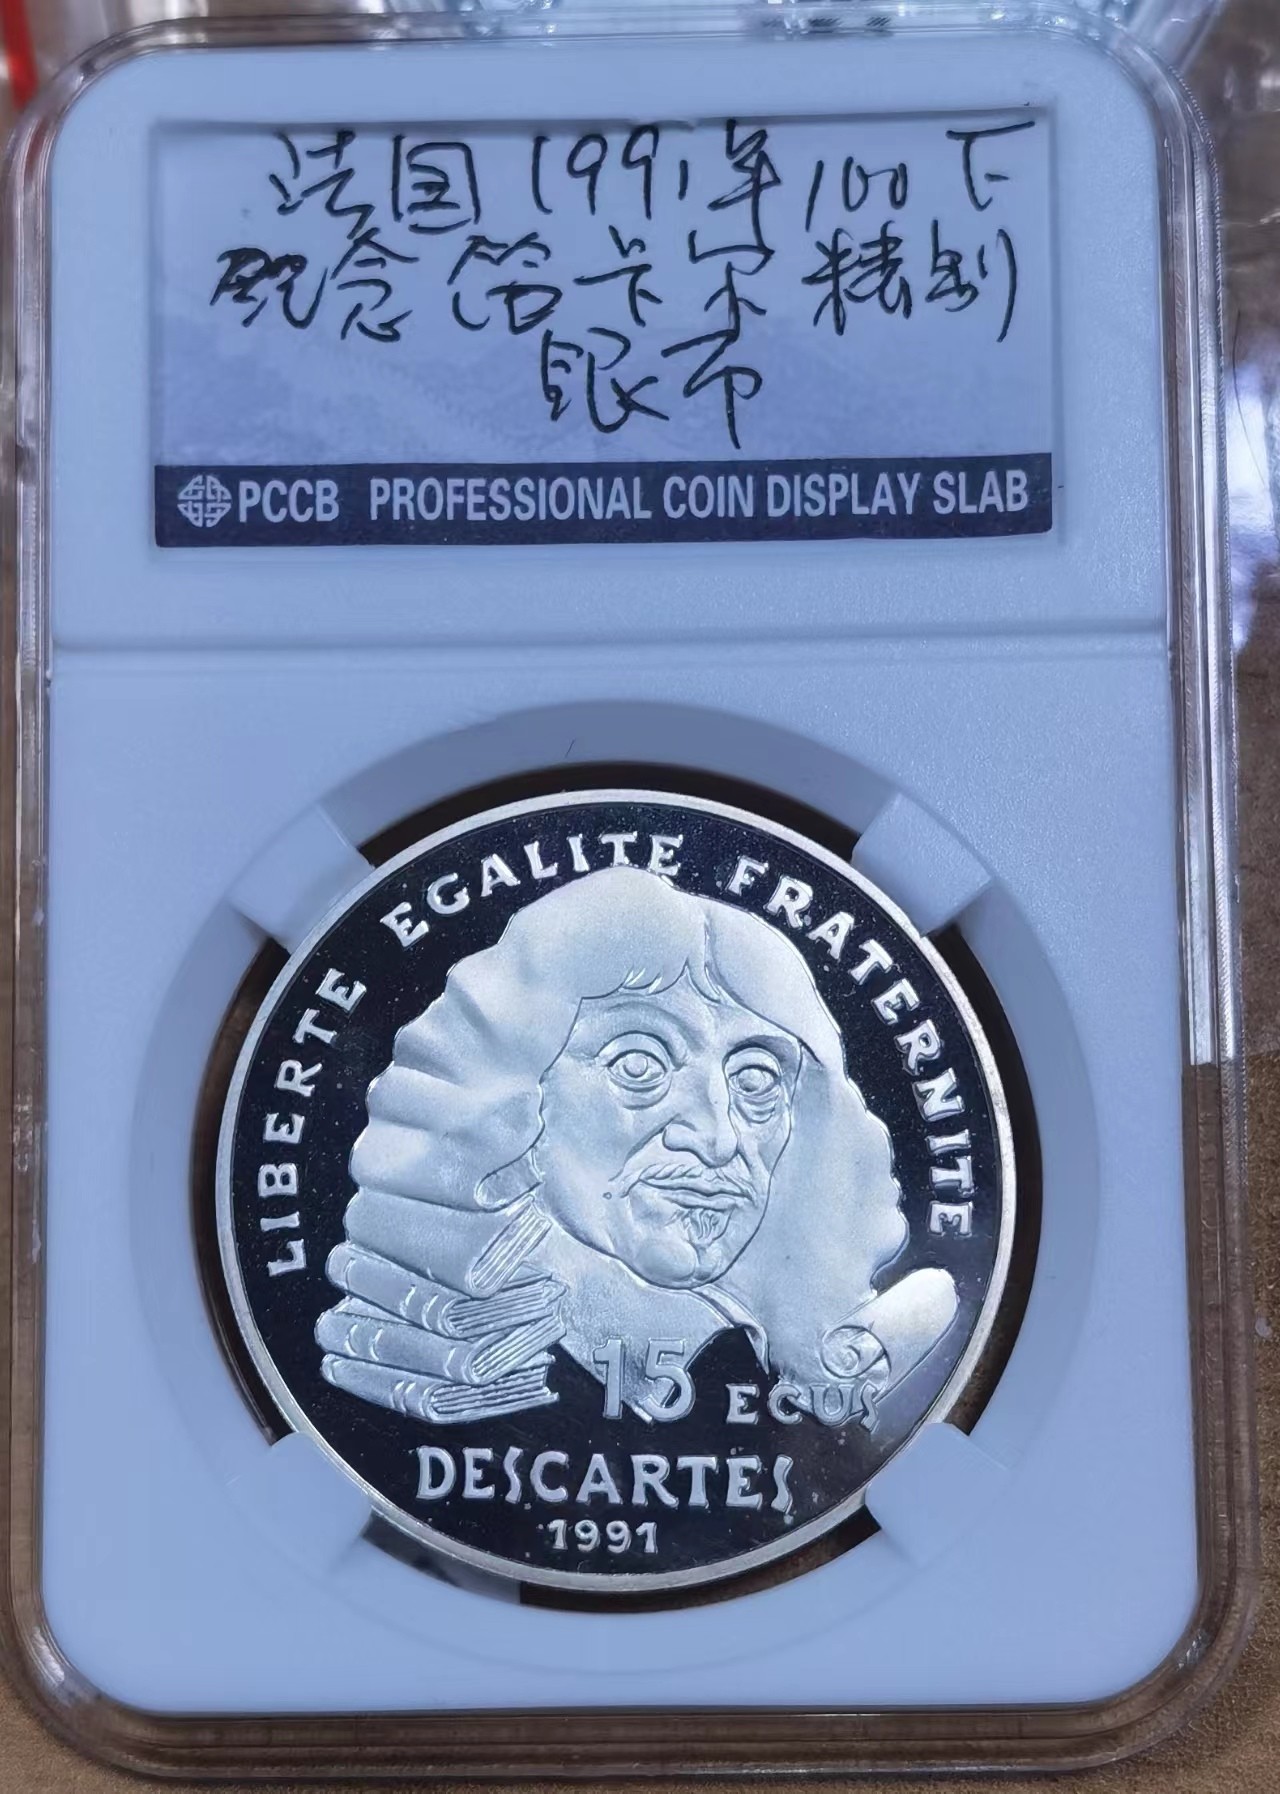 法国1991年100F
纪念笛卡尔精制
银币
PCCB PROFESSIONAL COIN DISPLAY SLAB
LIBERTE EGALITE FRATERNITE
15 ECUS
DESCARTES
1991